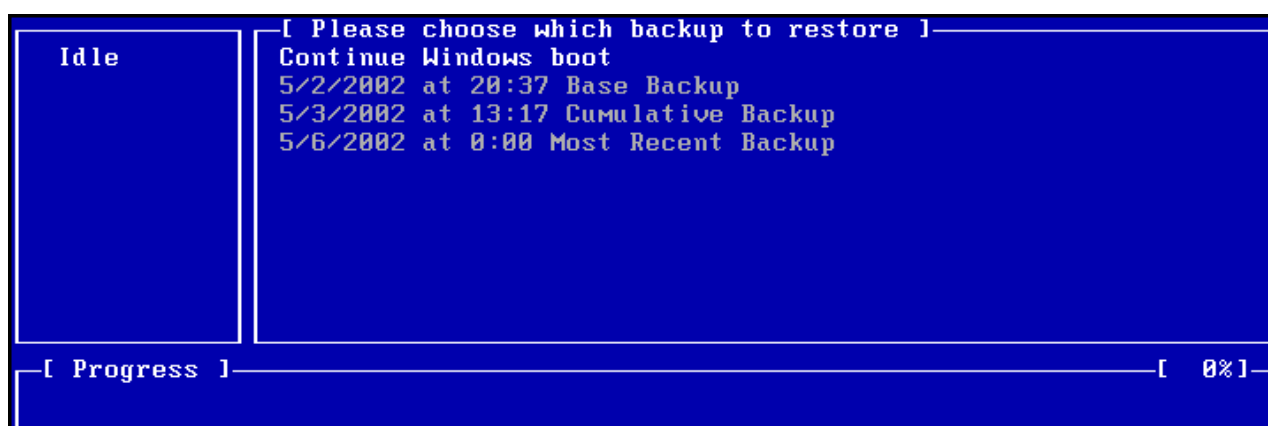 [ Please choose which backup to restore ]
Idle
Continue Windows boot
5/2/2002 at 20:37 Base Backup
5/3/2002 at 13:17 Cumulative Backup
5/6/2002 at 0:00 Most Recent Backup
[ Progress ]
[ 0%]